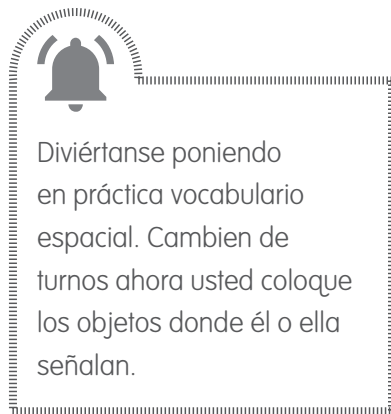 Diviértanse poniendo
en práctica vocabulario
espacial. Cambien de
turnos ahora usted coloque
los objetos donde él o ella
señalan.